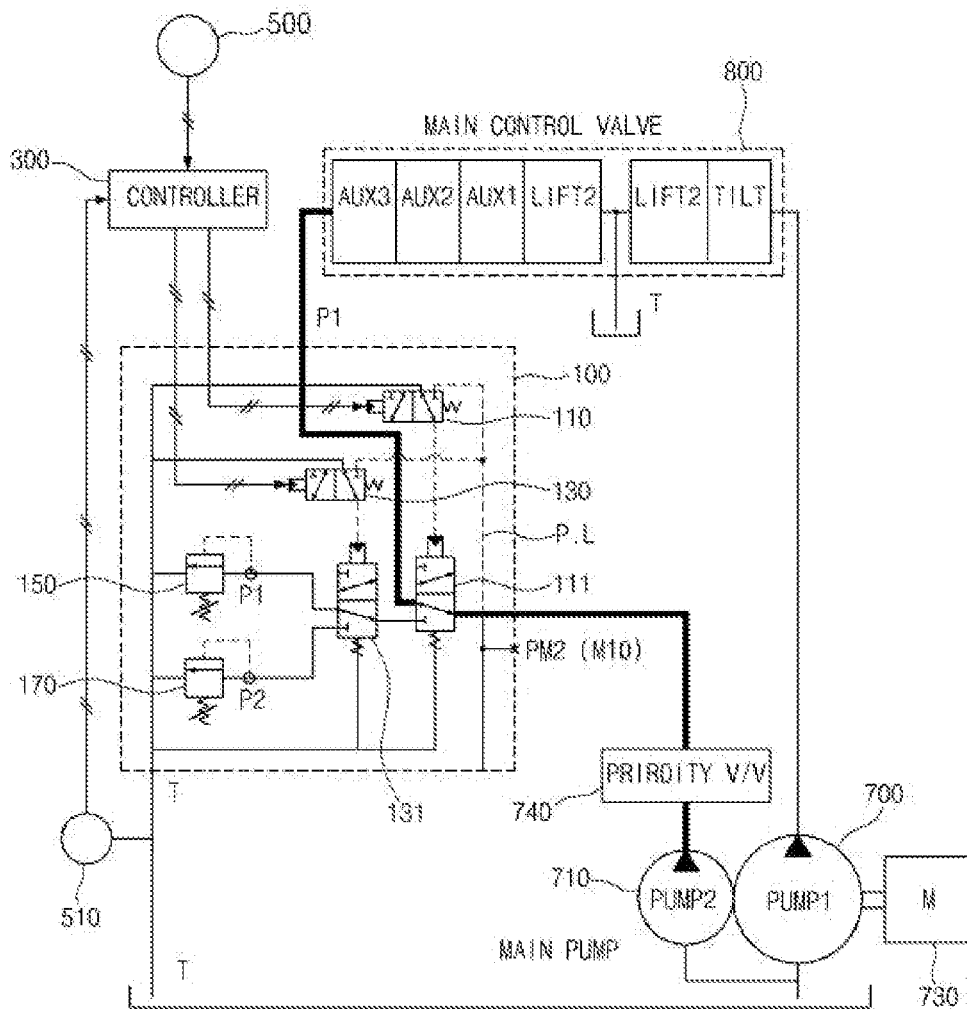 500
800
MAIN CONTROL VALVE
300
CONTROLLER
AUX3 AUX2 AUX1 LIFT2 LIFT2 TILT
P1
T
100
110
130
P.L
150
P1
111
PM2 (M10)
170
P2
T
131
PRIRDITY V/V
740
700
710
PUMP2
PUMP1
M
510
MAIN PUMP
T
730